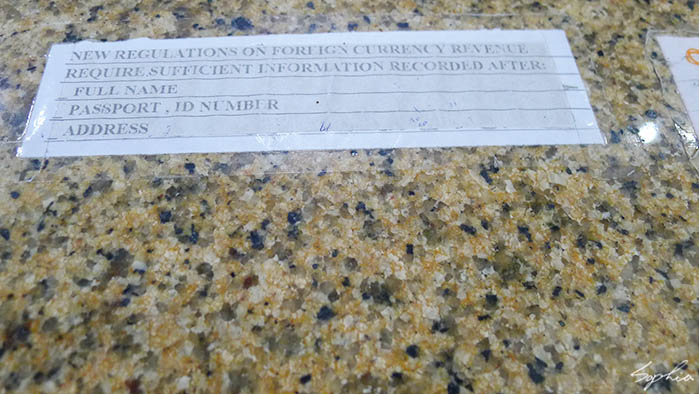 NEW REGULATIONS ON FOREIGN CURRENCY REVENUE
REQUIRE SUFFICIENT INFORMATION RECORDED AFTER:
FULL NAME
PASSPORT , ID NUMBER
ADDRESS
Sophia